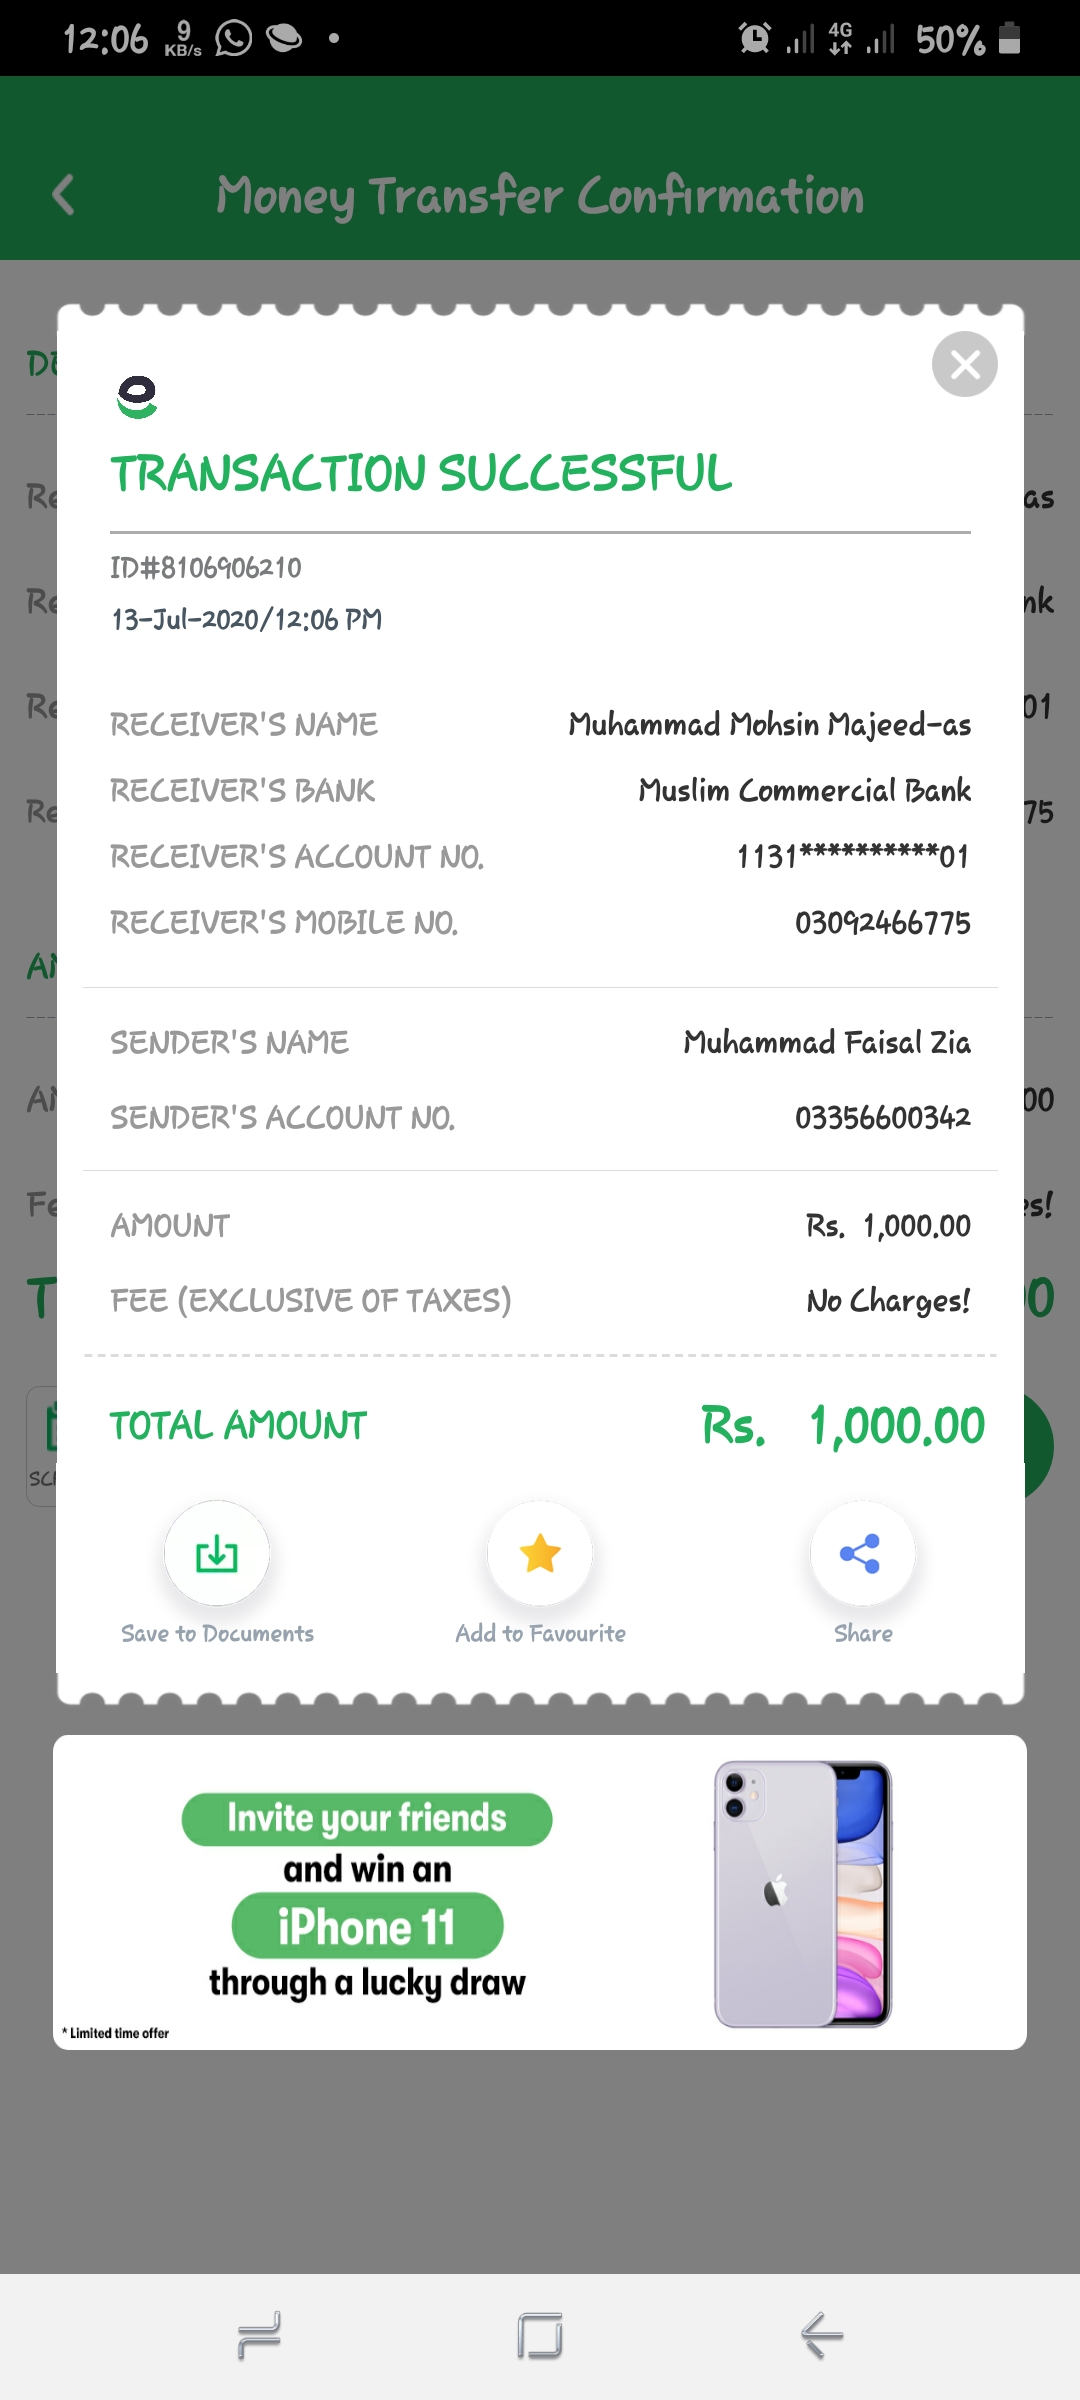 12:06 9 KB/s 4G 50%
Money Transfer Confirmation
TRANSACTION SUCCESSFUL
ID#8106906210
13-Jul-2020/12:06 PM
RECEIVER'S NAME Muhammad Mohsin Majeed-as
RECEIVER'S BANK Muslim Commercial Bank
RECEIVER'S ACCOUNT NO. 1131**********01
RECEIVER'S MOBILE NO. 03092466775
SENDER'S NAME Muhammad Faisal Zia
SENDER'S ACCOUNT NO. 03356600342
AMOUNT Rs. 1,000.00
FEE (EXCLUSIVE OF TAXES) No Charges!
TOTAL AMOUNT Rs. 1,000.00
Save to Documents Add to Favourite Share
Invite your friends
and win an
iPhone 11
through a lucky draw
* Limited time offer